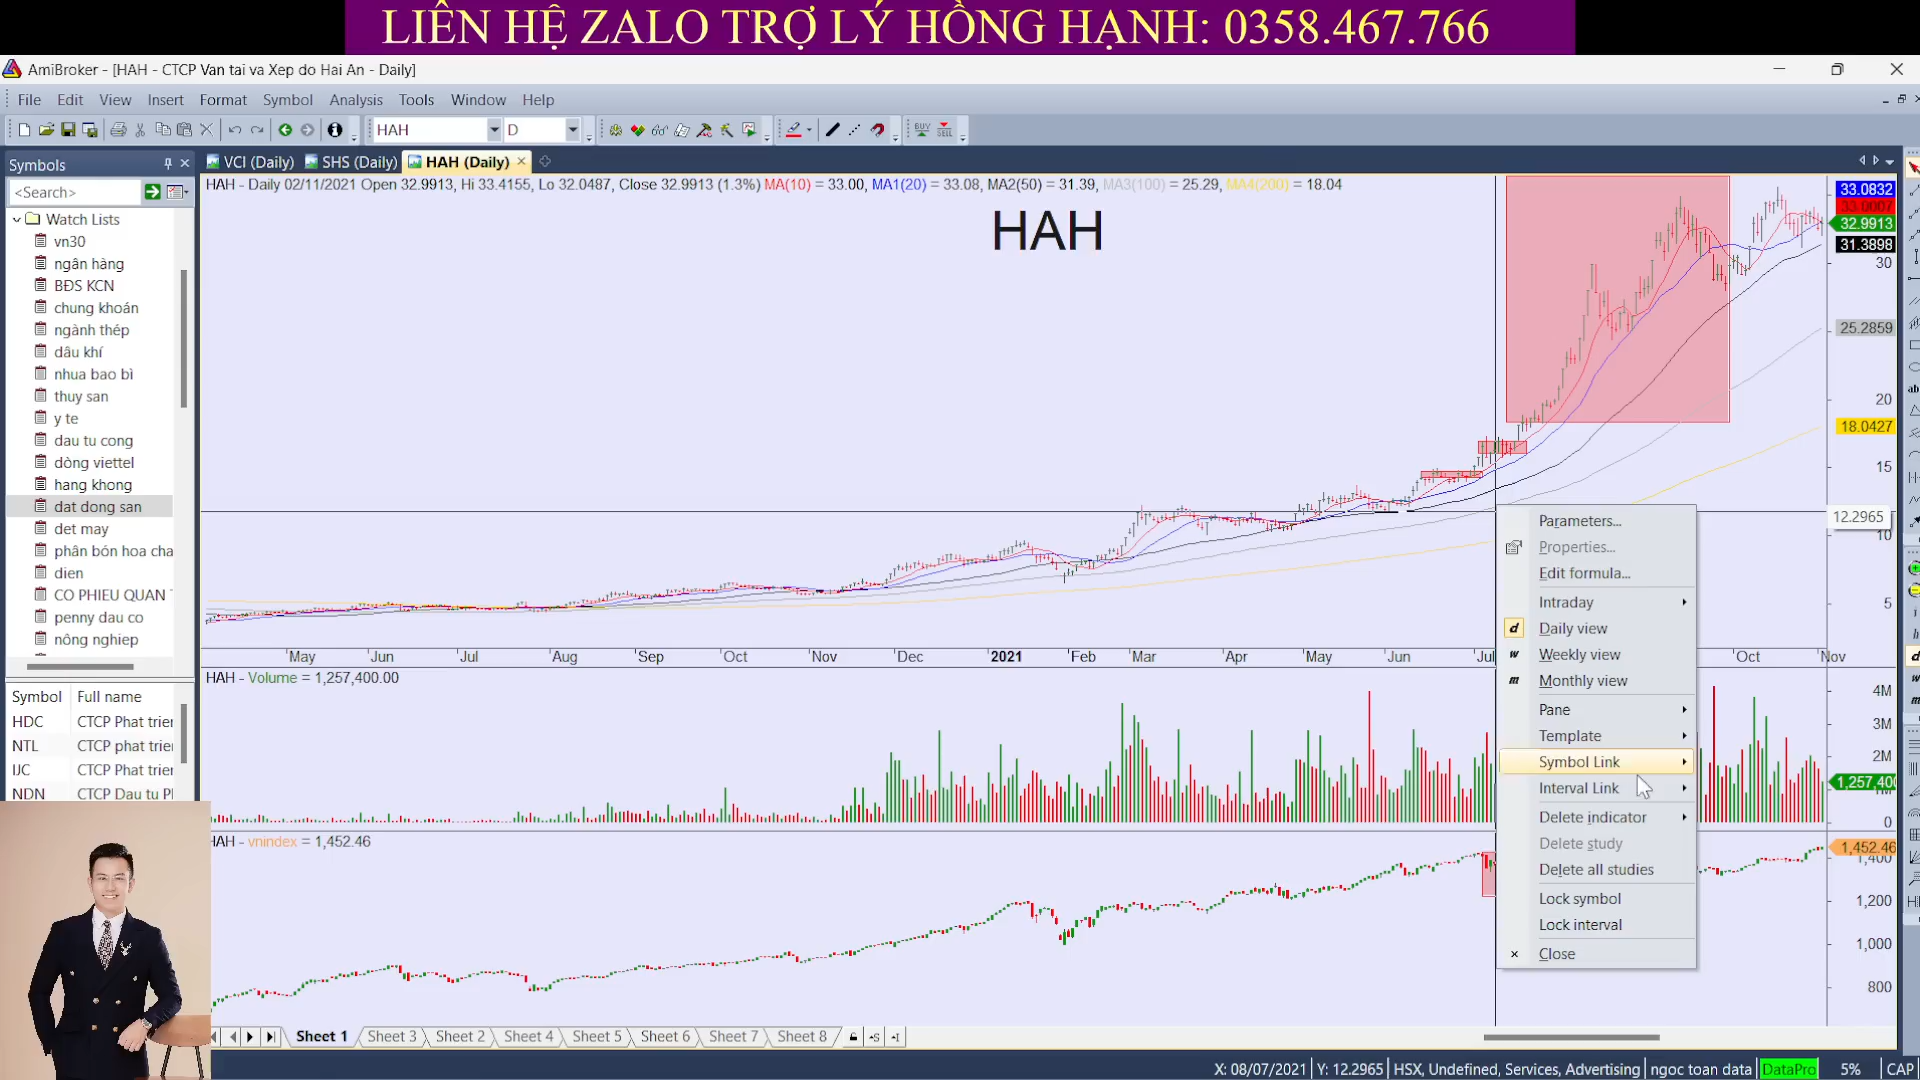 LIÊN HỆ ZALO TRỢ LÝ HỒNG HẠNH: 0358.467.766
AmiBroker - [HAH - CTCP Van tai va Xep do Hai An - Daily]
File Edit View Insert Format Symbol Analysis Tools Window Help
HAH D BUY SELL
Symbols
VCI (Daily) SHS (Daily) HAH (Daily)
<Search>
HAH - Daily 02/11/2021 Open 32.9913, Hi 33.4155, Lo 32.0487, Close 32.9913 (1.3%) MA(10) = 33.00, MA1(20) = 33.08, MA2(50) = 31.39, MA3(100) = 25.29, MA4(200) = 18.04
HAH
Watch Lists
vn30
ngân hàng
BĐS KCN
chung khoán
ngành thép
dâu khí
nhua bao bì
thuy san
y te
dau tu cong
dòng viettel
hang khong
dat dong san
det may
phân bón hoa cha
dien
CO PHIEU QUAN
penny dau co
nông nghiep
33.0832
32.9913
31.3898
30
25.2859
20
18.0427
15
12.2965
10
5
May Jun Jul Aug Sep Oct Nov Dec 2021 Feb Mar Apr May Jun Jul Oct Nov
Symbol Full name
HDC CTCP Phat trier
NTL CTCP phat trier
IJC CTCP Phat trier
NDN CTCP Dau tu P
HAH - Volume = 1,257,400.00
4M
3M
2M
1,257,400
0
HAH - vnindex = 1,452.46
1,452.46
1,400
1,200
1,000
800
Parameters...
Properties...
Edit formula...
Intraday
d Daily view
w Weekly view
m Monthly view
Pane
Template
Symbol Link
Interval Link
Delete indicator
Delete study
Delete all studies
Lock symbol
Lock interval
× Close
Sheet 1 Sheet 3 Sheet 2 Sheet 4 Sheet 5 Sheet 6 Sheet 7 Sheet 8
X: 08/07/2021 Y: 12.2965 HSX, Undefined, Services, Advertising ngoc toan data DataPro 5% CAP